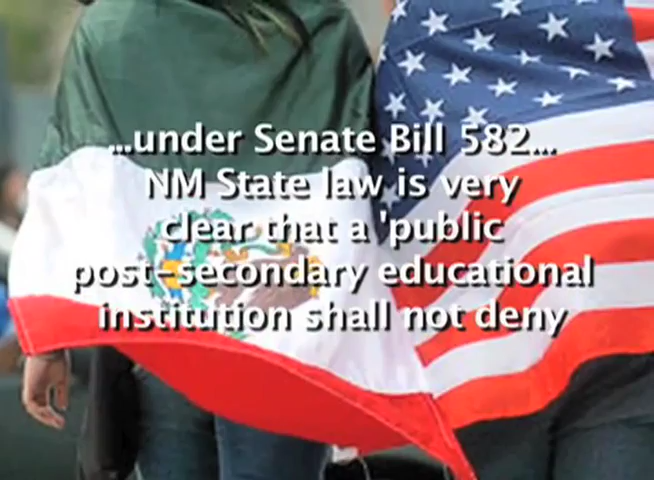 ...under Senate Bill 582...
NM State law is very
clear that a 'public
post-secondary educational
institution shall not deny